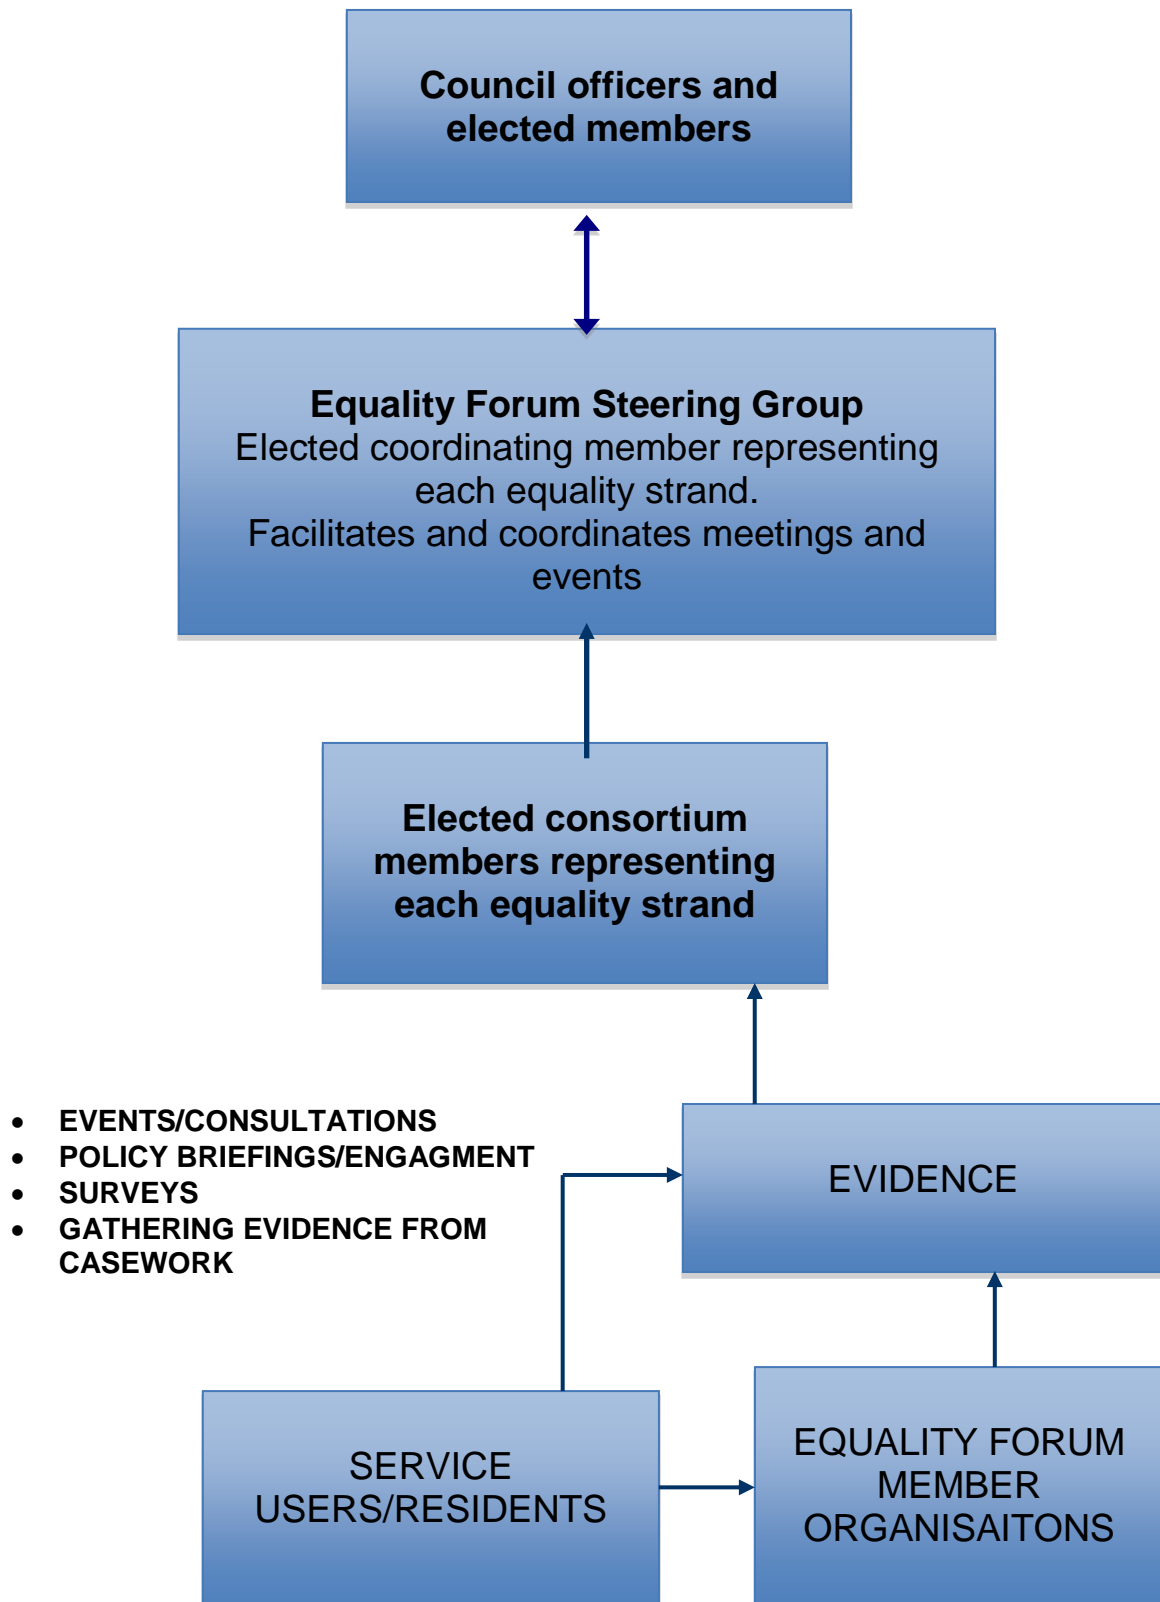 Council officers and
elected members
Equality Forum Steering Group
Elected coordinating member representing
each equality strand.
Facilitates and coordinates meetings and
events
Elected consortium
members representing
each equality strand
• EVENTS/CONSULTATIONS
• POLICY BRIEFINGS/ENGAGMENT
• SURVEYS
• GATHERING EVIDENCE FROM
CASEWORK
EVIDENCE
SERVICE
USERS/RESIDENTS
EQUALITY FORUM
MEMBER
ORGANISAITONS